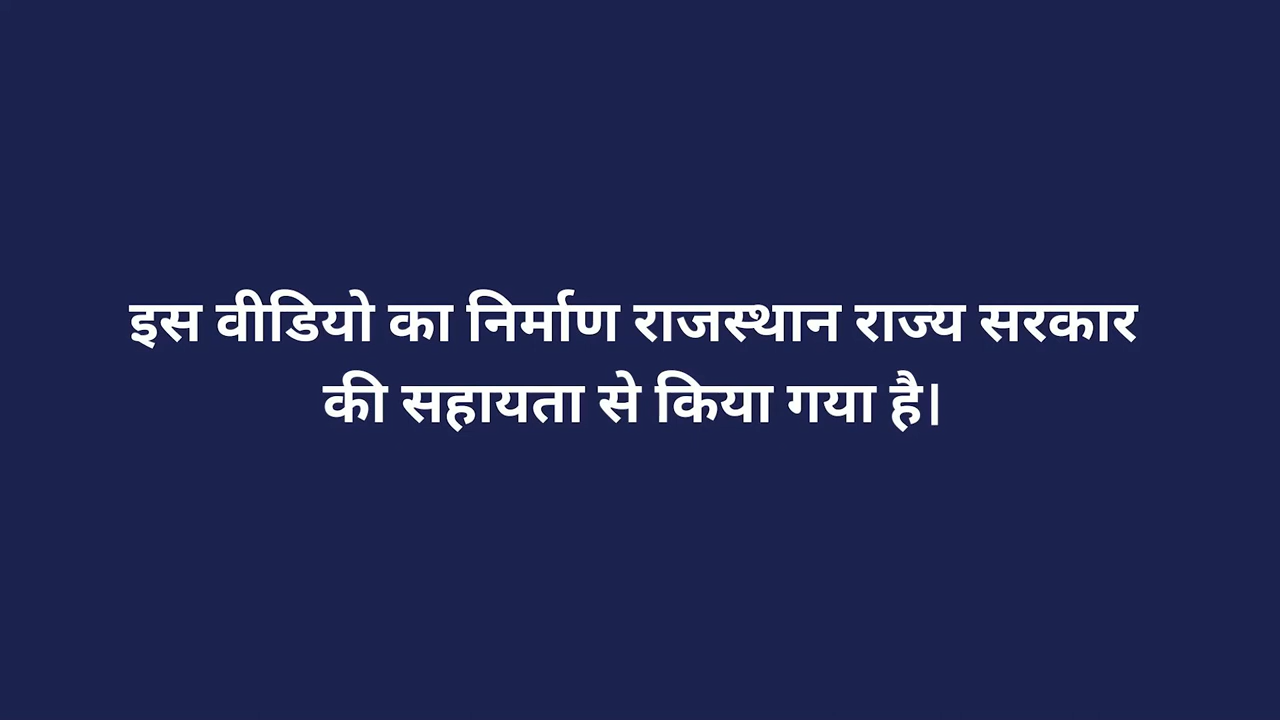 इस वीडियो का निर्माण राजस्थान राज्य सरकार
की सहायता से किया गया है।